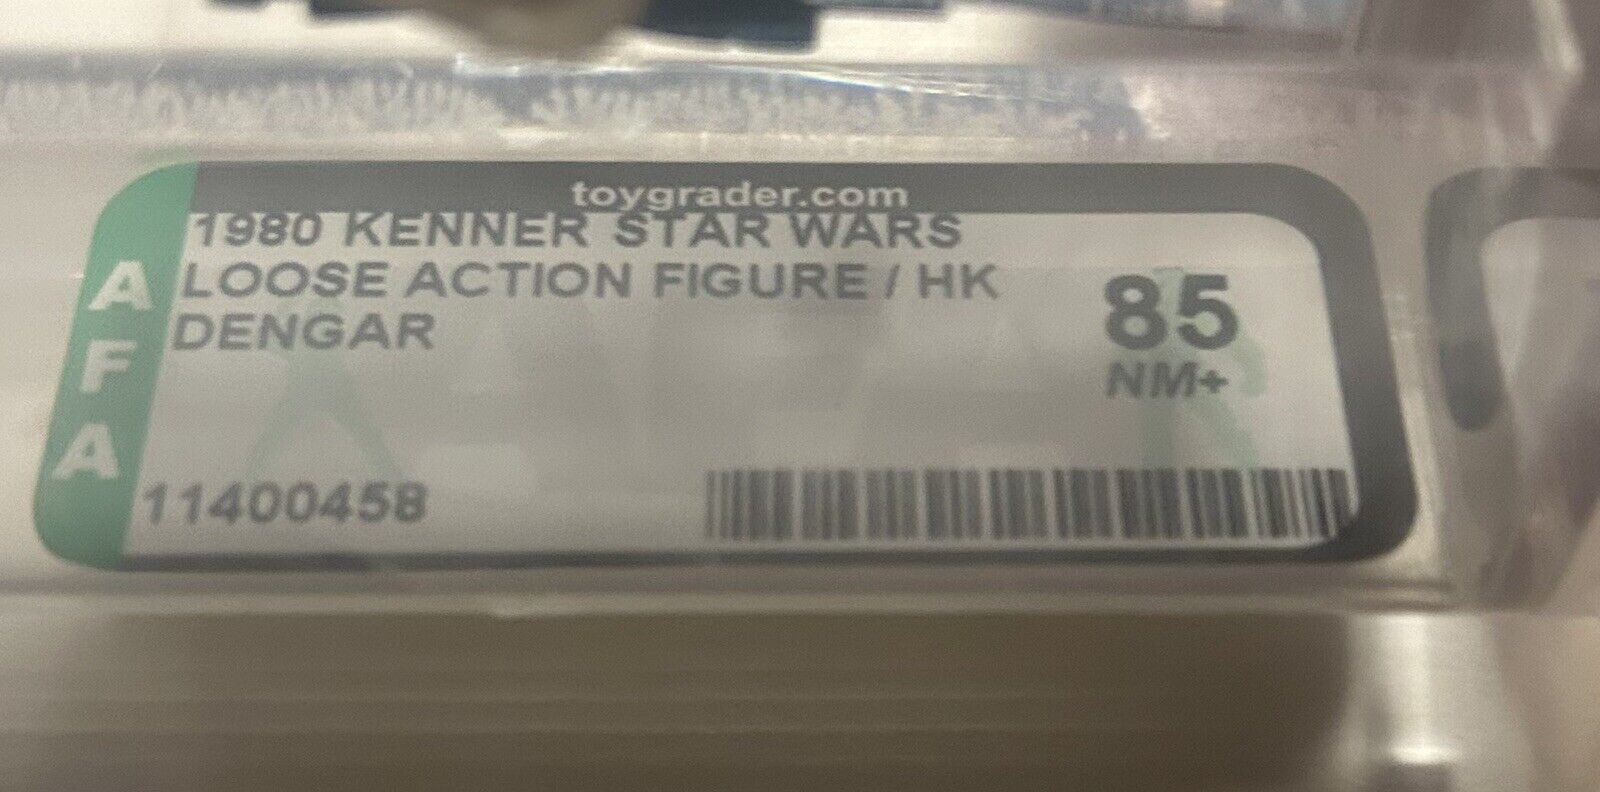 toygrader.com
1980 KENNER STAR WARS
LOOSE ACTION FIGURE / HK
DENGAR
85
NM+
AFA
11400458